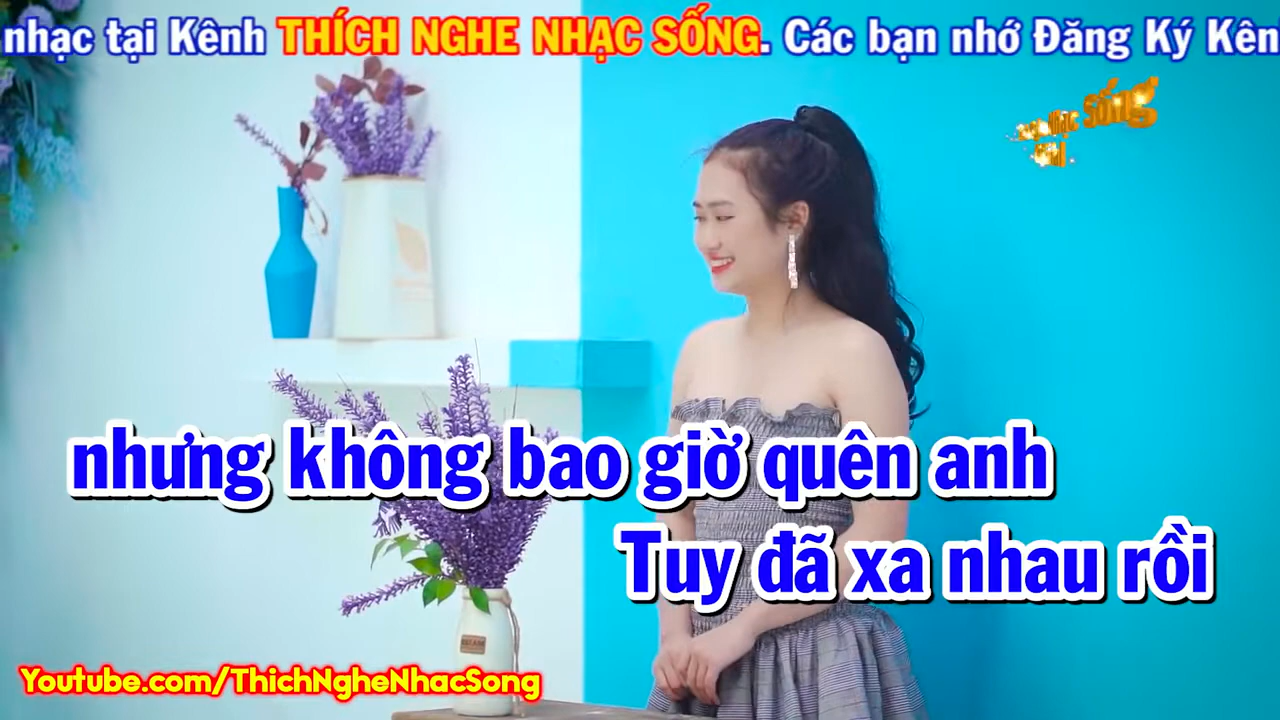 nhạc tại Kênh THÍCH NGHE NHẠC SỐNG. Các bạn nhớ Đăng Ký Kên
Sống
nhưng không bao giờ quên anh
Tuy đã xa nhau rồi
Youtube.com/ThichNgheNhacSong